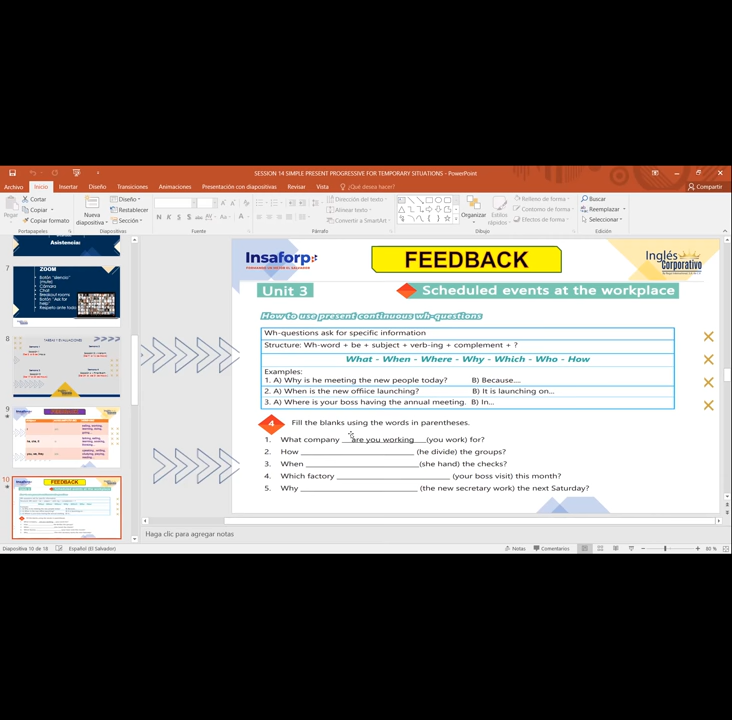 SESSION 14 SIMPLE PRESENT PROGRESSIVE FOR TEMPORARY SITUATIONS - PowerPoint
Archivo Inicio Insertar Diseño Transiciones Animaciones Presentación con diapositivas Revisar Vista ¿Qué desea hacer? Compartir
Pegar
Cortar
Copiar
Copiar formato
Portapapeles
Nueva diapositiva
Diseño
Restablecer
Sección
Diapositivas
Fuente
Dirección del texto
Alinear texto
Convertir a SmartArt
Párrafo
Organizar
Estilos rápidos
Relleno de forma
Contorno de forma
Efectos de forma
Dibujo
Buscar
Reemplazar
Seleccionar
Edición
Asistencia:
7
ZOOM
8
9
10
Insaforp
FEEDBACK
Inglés Corporativo
Unit 3
Scheduled events at the workplace
How to use present continuous wh-questions
Wh-questions ask for specific information
Structure: Wh-word + be + subject + verb-ing + complement + ?
What - When - Where - Why - Which - Who - How
Examples:
1. A) Why is he meeting the new people today? B) Because....
2. A) When is the new offiice launching? B) It is launching on...
3. A) Where is your boss having the annual meeting. B) In...
4 Fill the blanks using the words in parentheses.
1. What company are you working (you work) for?
2. How (he divide) the groups?
3. When (she hand) the checks?
4. Which factory (your boss visit) this month?
5. Why (the new secretary work) the next Saturday?
Haga clic para agregar notas
Diapositiva 10 de 18 Español (El Salvador) Notas Comentarios 80 %